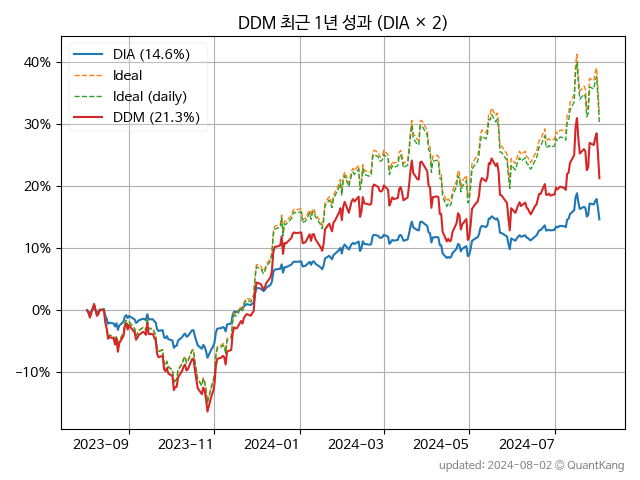 DDM 최근 1년 성과 (DIA × 2)
DIA (14.6%)
Ideal
Ideal (daily)
DDM (21.3%)
40%
30%
20%
10%
0%
−10%
2023-09
2023-11
2024-01
2024-03
2024-05
2024-07
updated: 2024-08-02 © QuantKang